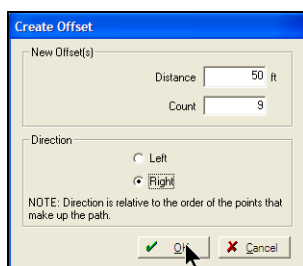 Create Offset
New Offset(s)
Distance 50 ft
Count 9
Direction
Left
Right
NOTE: Direction is relative to the order of the points that
make up the path.
OK Cancel